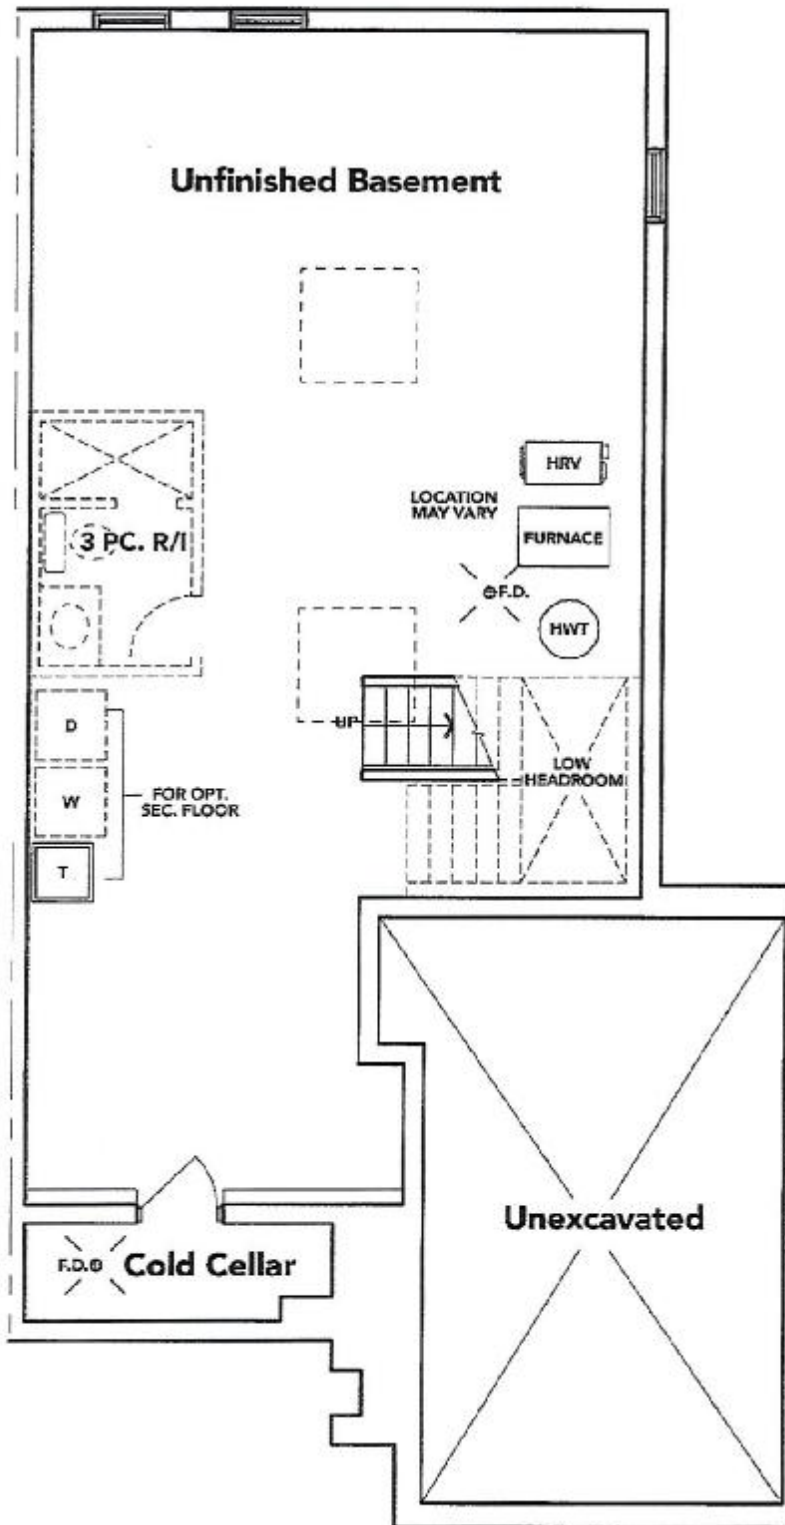 Unfinished Basement
HRV
LOCATION
MAY VARY
FURNACE
3 PC. R/I
F.D.
HWT
UP
D
LOW
HEADROOM
W
FOR OPT.
SEC. FLOOR
T
Unexcavated
F.D.
Cold Cellar